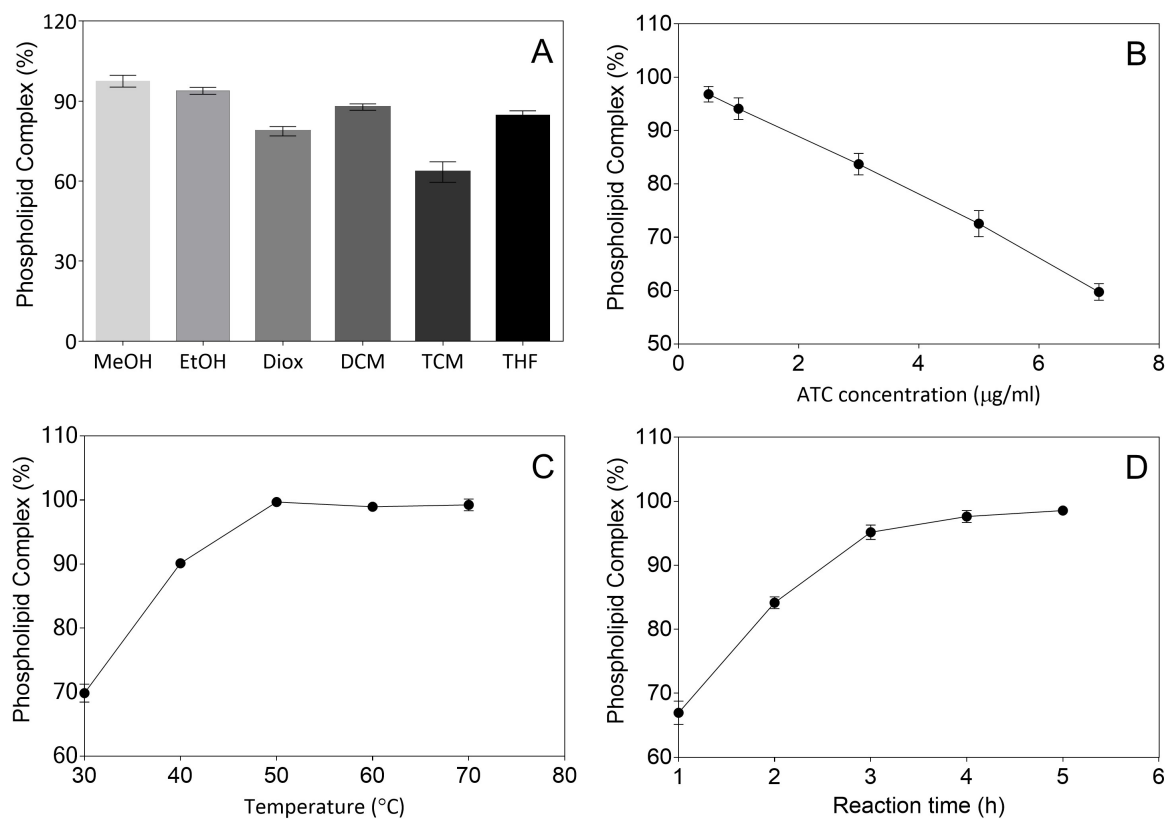 A
Phospholipid Complex (%)
120
90
60
30
0
MeOH EtOH Diox DCM TCM THF
B
Phospholipid Complex (%)
110
100
90
80
70
60
50
0 2 4 6 8
ATC concentration (μg/ml)
C
Phospholipid Complex (%)
110
100
90
80
70
60
30 40 50 60 70 80
Temperature (°C)
D
Phospholipid Complex (%)
110
100
90
80
70
60
1 2 3 4 5 6
Reaction time (h)